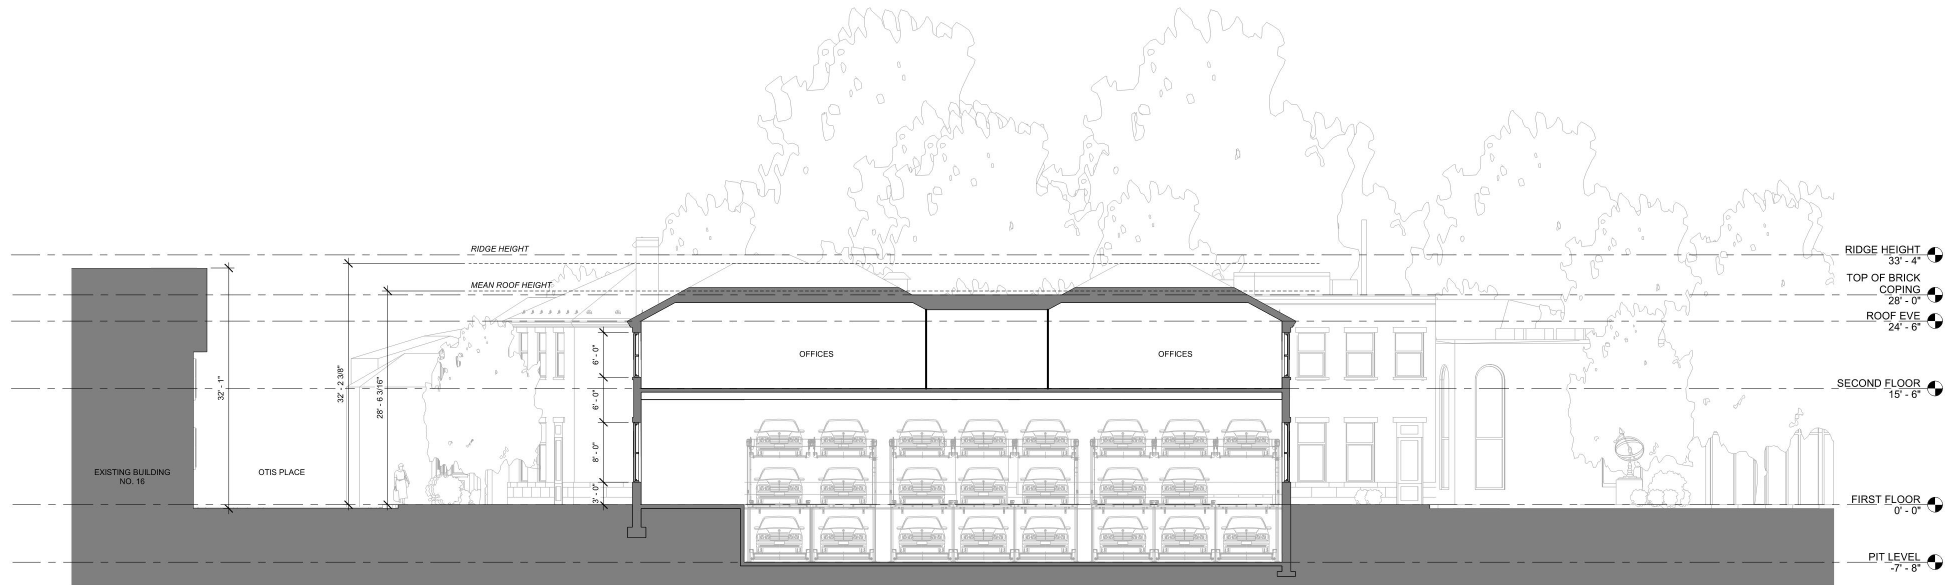 RIDGE HEIGHT
RIDGE HEIGHT
33' - 4"
TOP OF BRICK
COPING
28' - 0"
MEAN ROOF HEIGHT
ROOF EVE
24' - 6"
OFFICES
OFFICES
6' - 0"
32' - 1"
32' - 2 3/8"
28' - 6 3/16"
SECOND FLOOR
15' - 6"
6' - 0"
8' - 0"
3' - 0"
EXISTING BUILDING
NO. 16
OTIS PLACE
FIRST FLOOR
0' - 0"
PIT LEVEL
-7' - 8"